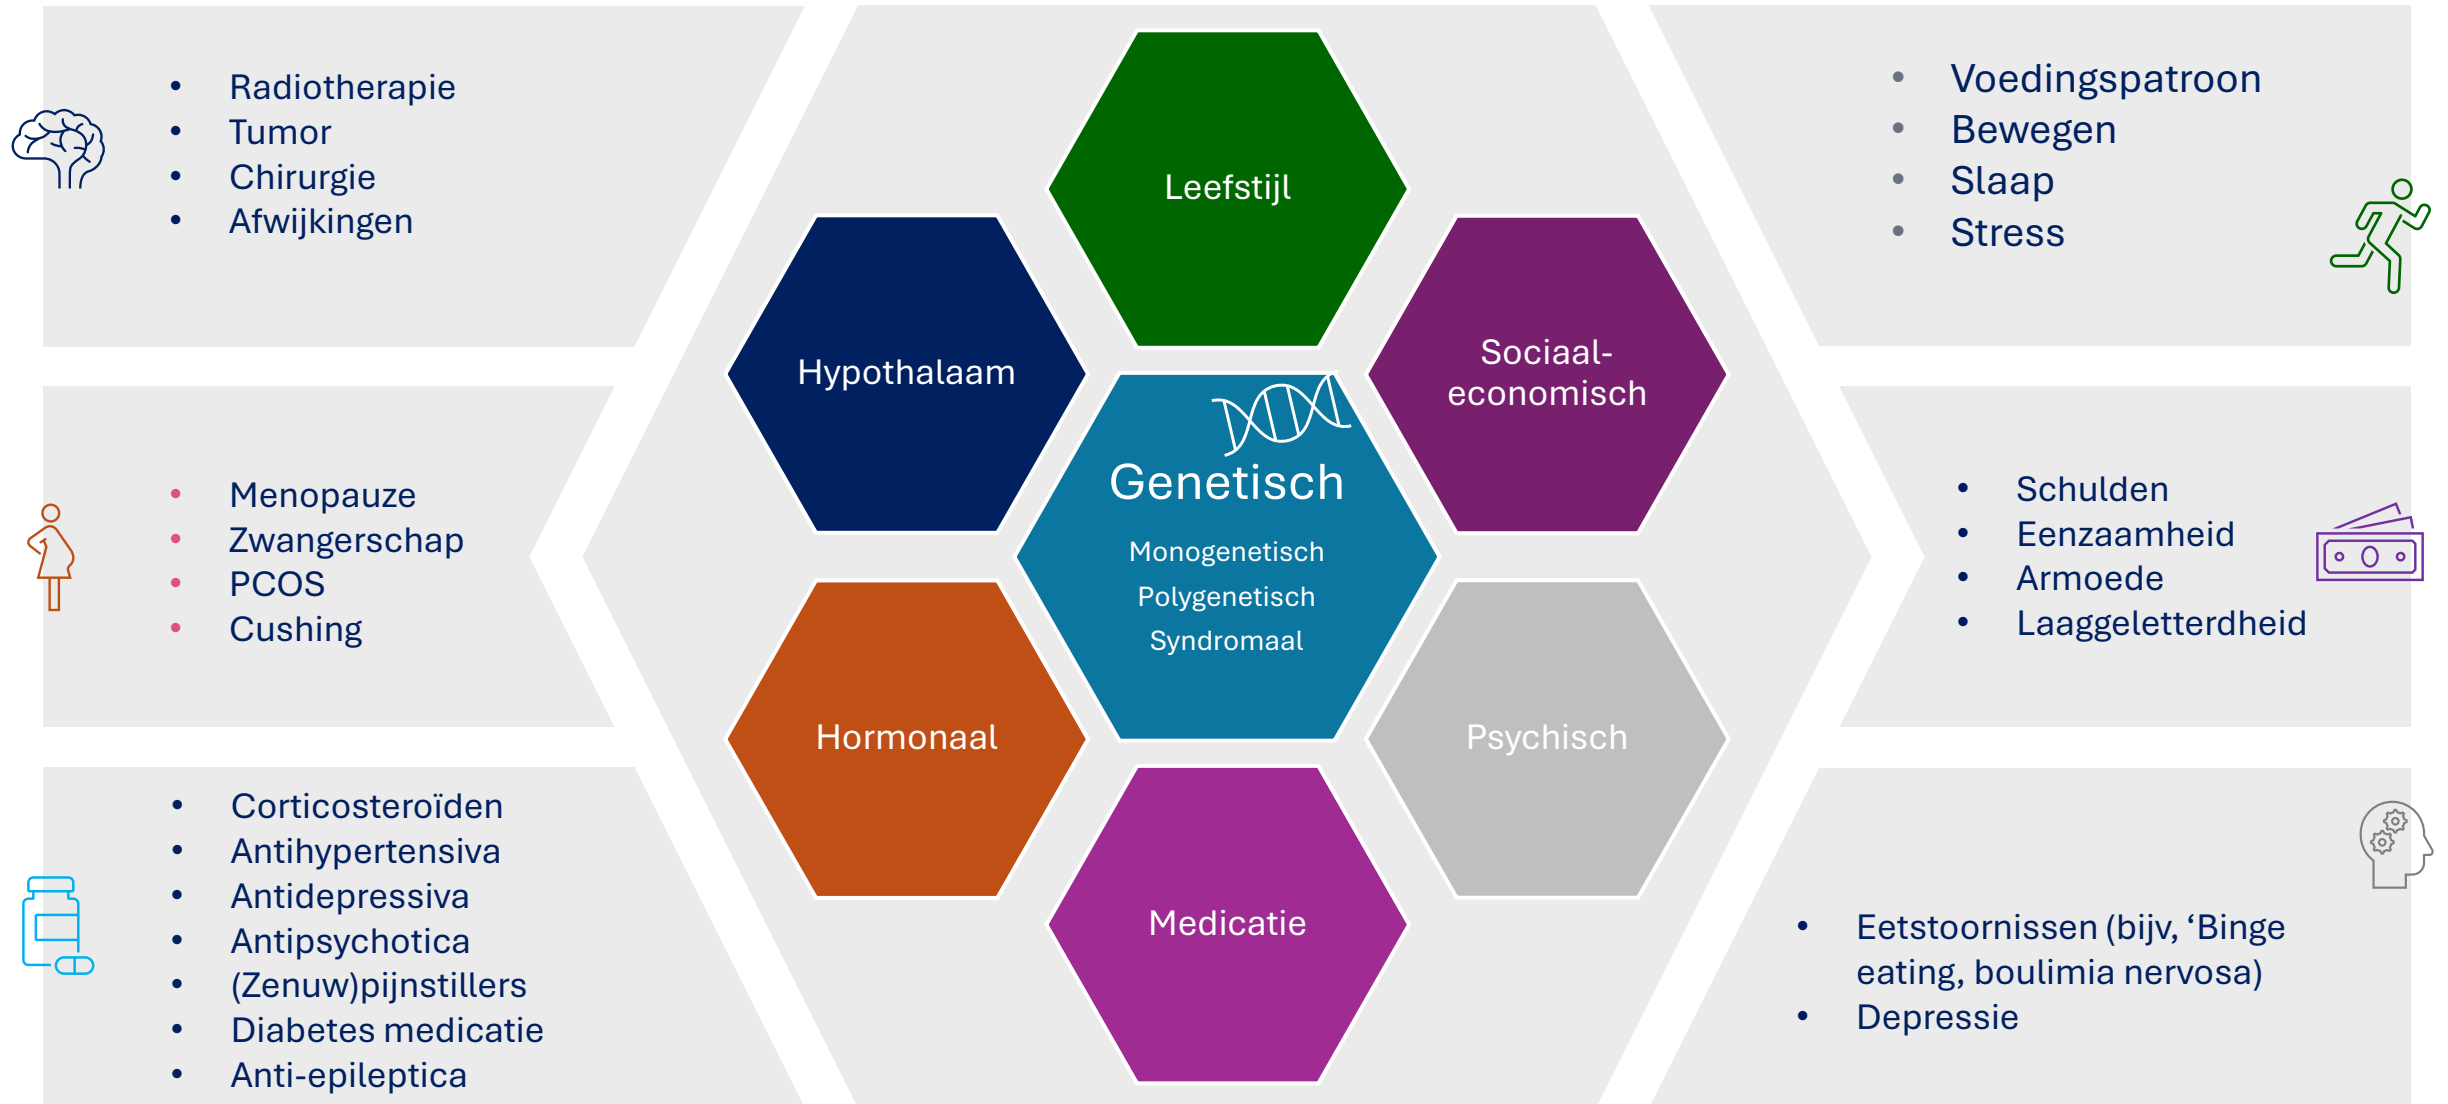 • Radiotherapie
• Tumor
• Chirurgie
• Afwijkingen
• Menopauze
• Zwangerschap
• PCOS
• Cushing
• Corticosteroïden
• Antihypertensiva
• Antidepressiva
• Antipsychotica
• (Zenuw)pijnstillers
• Diabetes medicatie
• Anti-epileptica
Leefstijl
Hypothalaam
Sociaal-
economisch
Genetisch
Monogenetisch
Polygenetisch
Syndromaal
Hormonaal
Psychisch
Medicatie
• Voedingspatroon
• Bewegen
• Slaap
• Stress
• Schulden
• Eenzaamheid
• Armoede
• Laaggeletterdheid
• Eetstoornissen (bijv, ‘Binge
eating, boulimia nervosa)
• Depressie